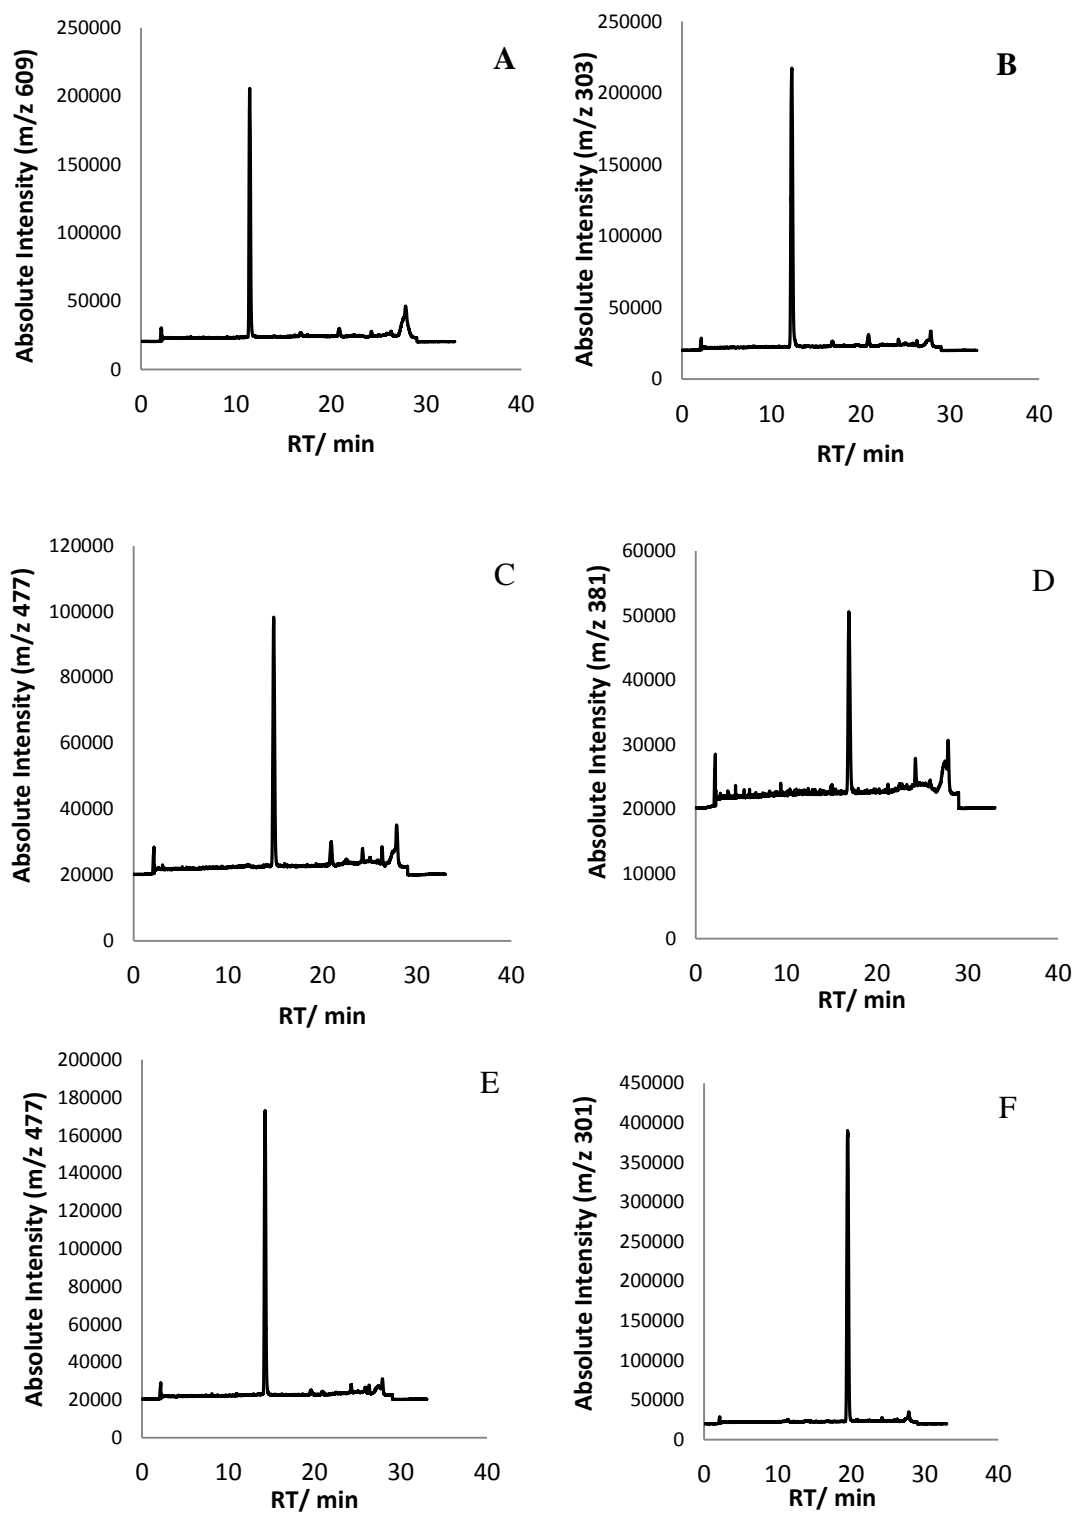 A
Absolute Intensity (m/z 609)
250000
200000
150000
100000
50000
0
0 10 20 30 40
RT/ min
B
Absolute Intensity (m/z 303)
250000
200000
150000
100000
50000
0
0 10 20 30 40
RT/ min
C
Absolute Intensity (m/z 477)
120000
100000
80000
60000
40000
20000
0
0 10 20 30 40
RT/ min
D
Absolute Intensity (m/z 381)
60000
50000
40000
30000
20000
10000
0
0 10 20 30 40
RT/ min
E
Absolute Intensity (m/z 477)
200000
180000
160000
140000
120000
100000
80000
60000
40000
20000
0
0 10 20 30 40
RT/ min
F
Absolute Intensity (m/z 301)
450000
400000
350000
300000
250000
200000
150000
100000
50000
0
0 10 20 30 40
RT/ min